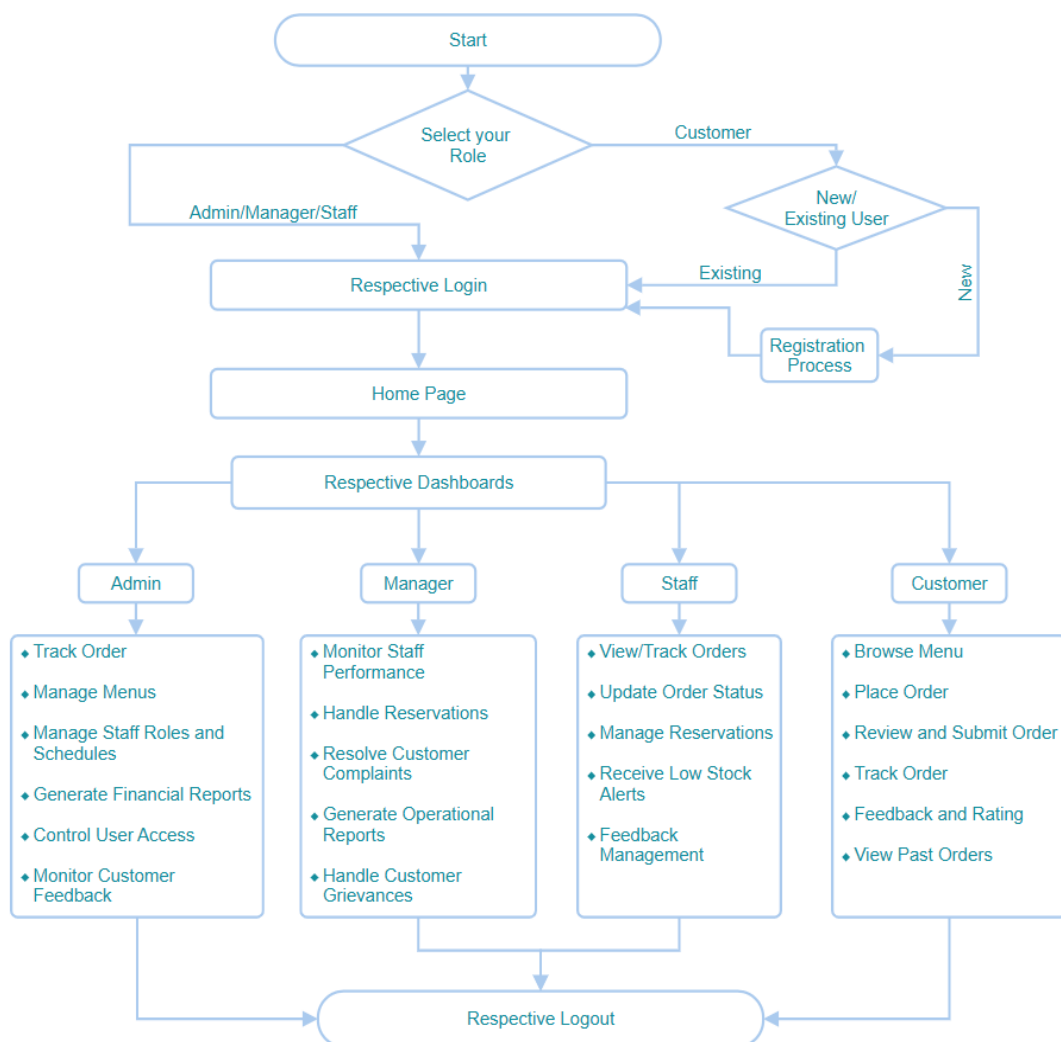 Start
Select your
Role
Customer
Admin/Manager/Staff
New/
Existing User
Existing
New
Respective Login
Registration
Process
Home Page
Respective Dashboards
Admin
Manager
Staff
Customer
Track Order
Manage Menus
Manage Staff Roles and
Schedules
Generate Financial Reports
Control User Access
Monitor Customer
Feedback
Monitor Staff
Performance
Handle Reservations
Resolve Customer
Complaints
Generate Operational
Reports
Handle Customer
Grievances
View/Track Orders
Update Order Status
Manage Reservations
Receive Low Stock
Alerts
Feedback
Management
Browse Menu
Place Order
Review and Submit Order
Track Order
Feedback and Rating
View Past Orders
Respective Logout